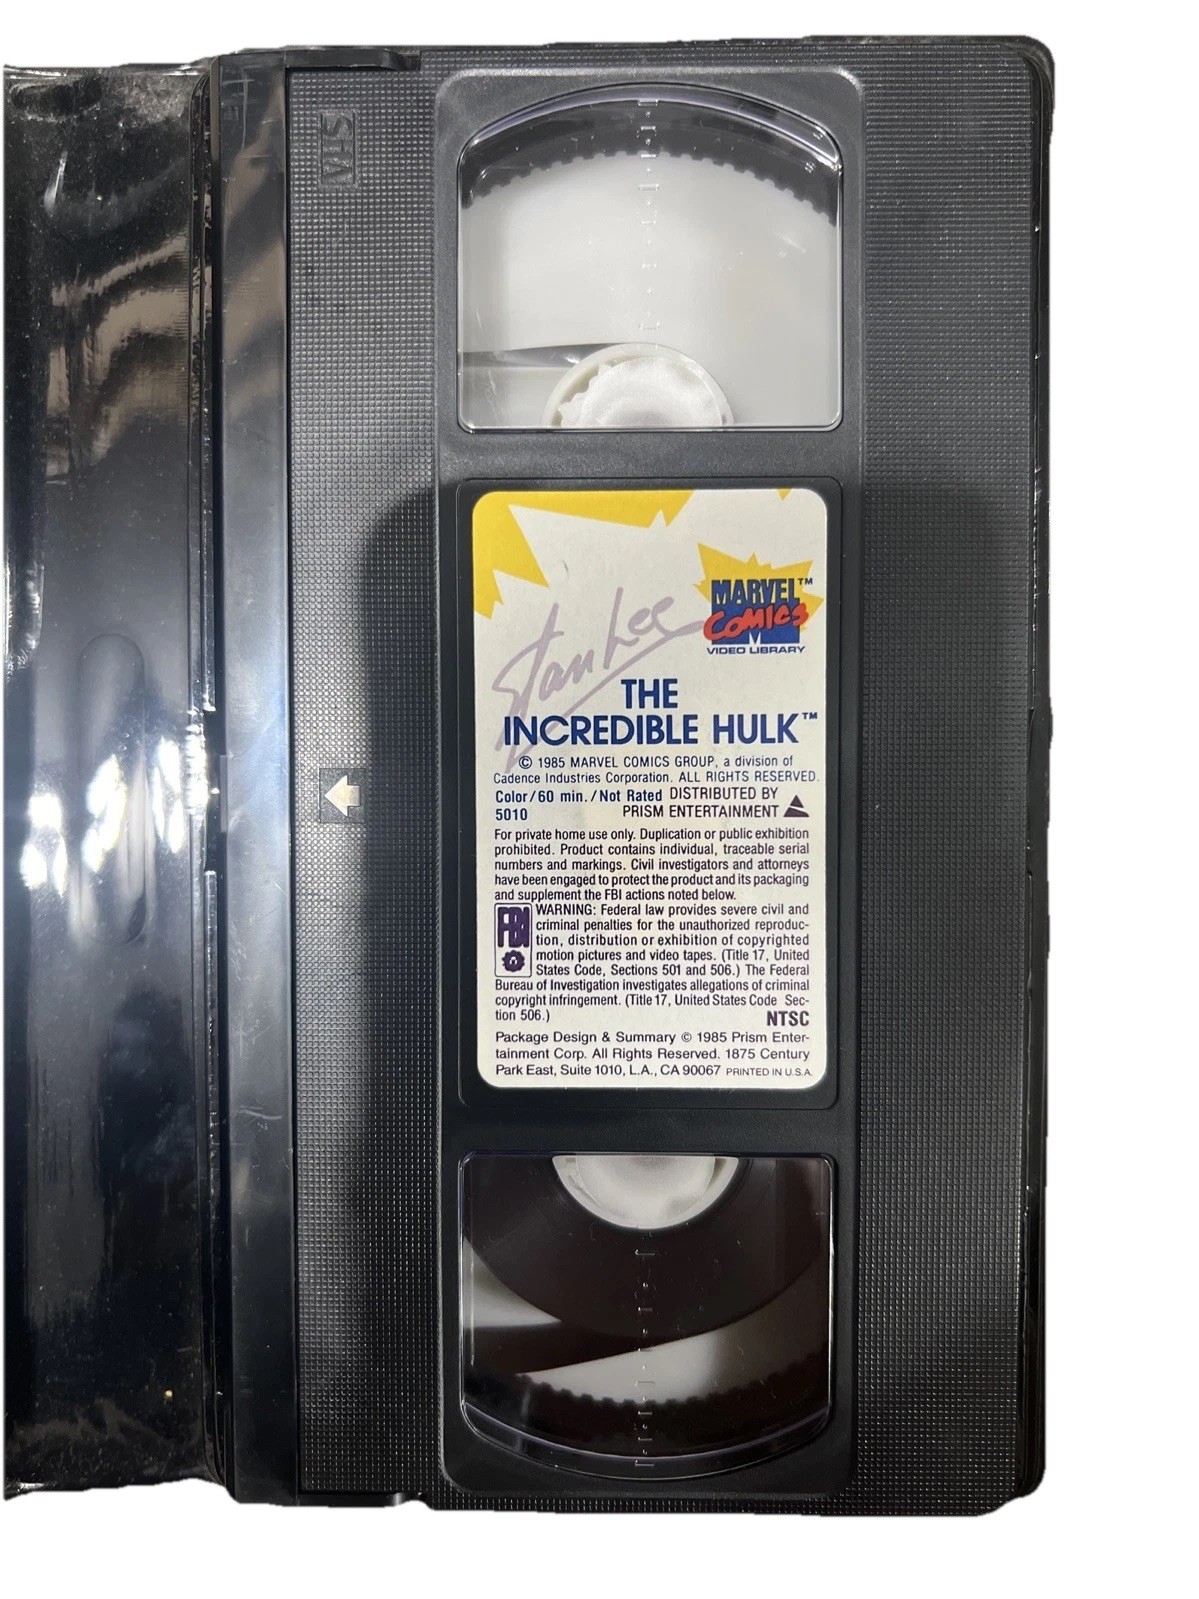 VHS
MARVEL™
COMICS
VIDEO LIBRARY
Stan Lee
THE
INCREDIBLE HULK™
© 1985 MARVEL COMICS GROUP, a division of
Cadence Industries Corporation. ALL RIGHTS RESERVED.
Color/60 min./Not Rated DISTRIBUTED BY
5010 PRISM ENTERTAINMENT
For private home use only. Duplication or public exhibition
prohibited. Product contains individual, traceable serial
numbers and markings. Civil investigators and attorneys
have been engaged to protect the product and its packaging
and supplement the FBI actions noted below.
FBI
WARNING: Federal law provides severe civil and
criminal penalties for the unauthorized reproduc-
tion, distribution or exhibition of copyrighted
motion pictures and video tapes. (Title 17, United
States Code, Sections 501 and 506.) The Federal
Bureau of Investigation investigates allegations of criminal
copyright infringement. (Title 17, United States Code Sec-
tion 506.)
NTSC
Package Design & Summary © 1985 Prism Enter-
tainment Corp. All Rights Reserved. 1875 Century
Park East, Suite 1010, L.A., CA 90067 PRINTED IN U.S.A.